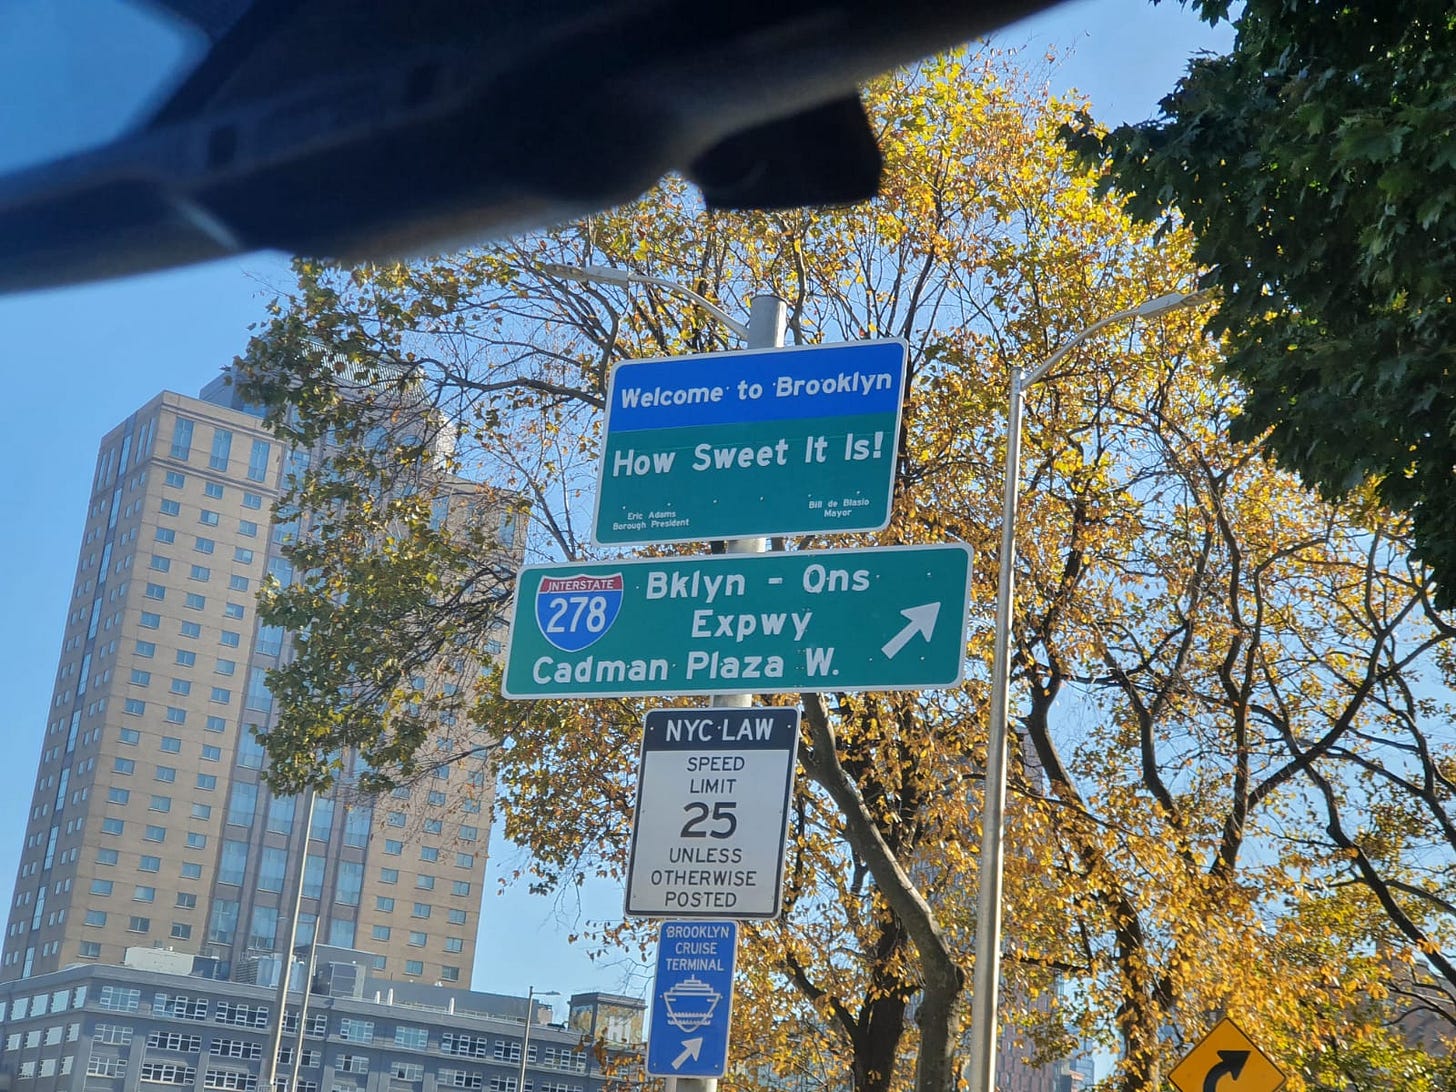 Welcome to Brooklyn
How Sweet It Is!
Eric Adams
Borough President
Bill de Blasio
Mayor
INTERSTATE
278
Bklyn - Qns
Expwy
Cadman Plaza W.
NYC LAW
SPEED
LIMIT
25
UNLESS
OTHERWISE
POSTED
BROOKLYN
CRUISE
TERMINAL